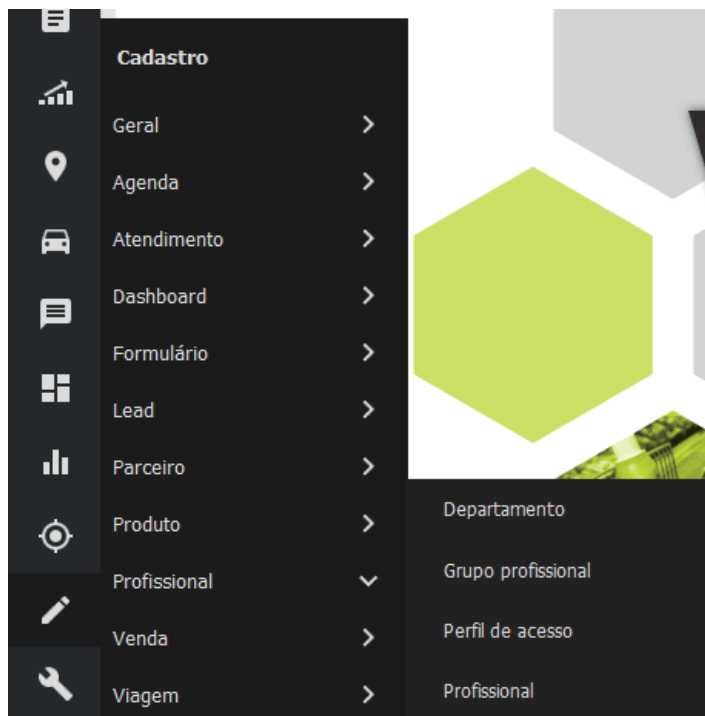 Cadastro
Geral
Agenda
Atendimento
Dashboard
Formulário
Lead
Parceiro
Produto
Profissional
Venda
Viagem
Departamento
Grupo profissional
Perfil de acesso
Profissional